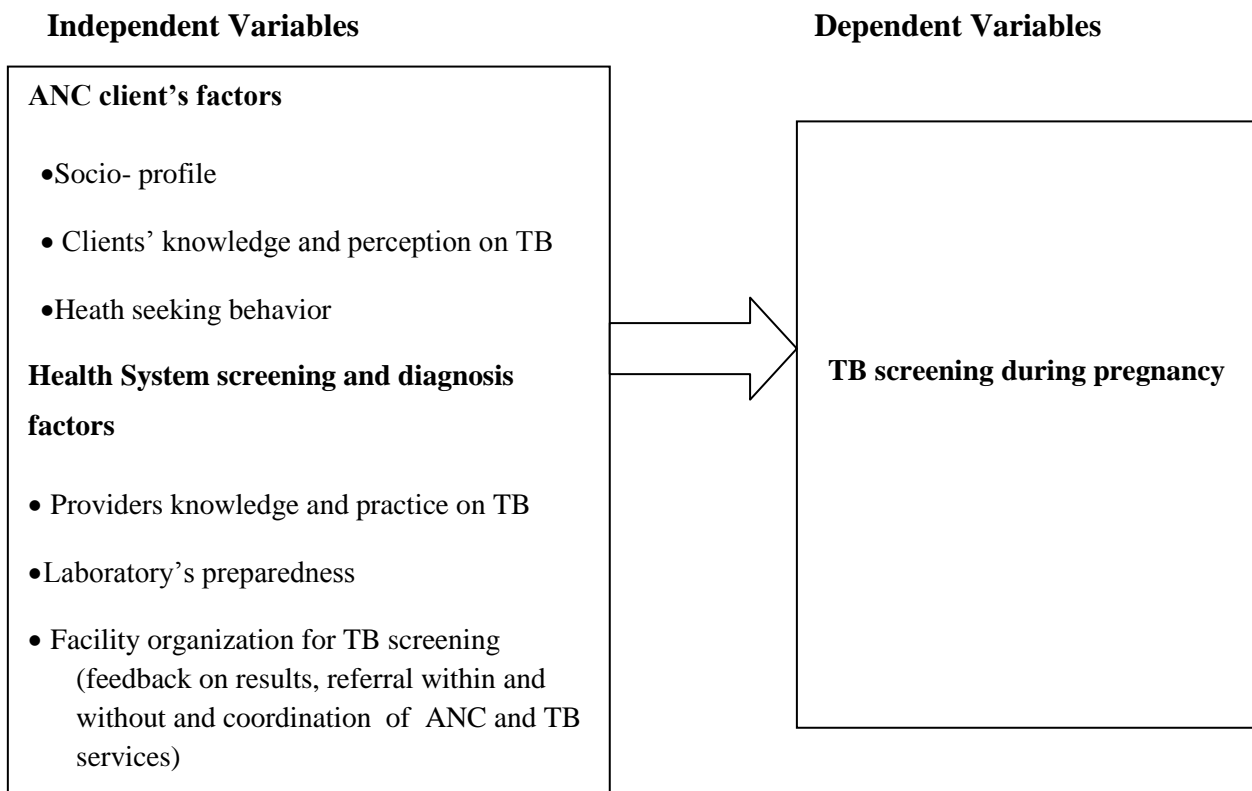 Independent Variables
Dependent Variables
ANC client's factors
•Socio- profile
• Clients' knowledge and perception on TB
•Heath seeking behavior
Health System screening and diagnosis
factors
• Providers knowledge and practice on TB
•Laboratory's preparedness
• Facility organization for TB screening
(feedback on results, referral within and
without and coordination of ANC and TB
services)
TB screening during pregnancy